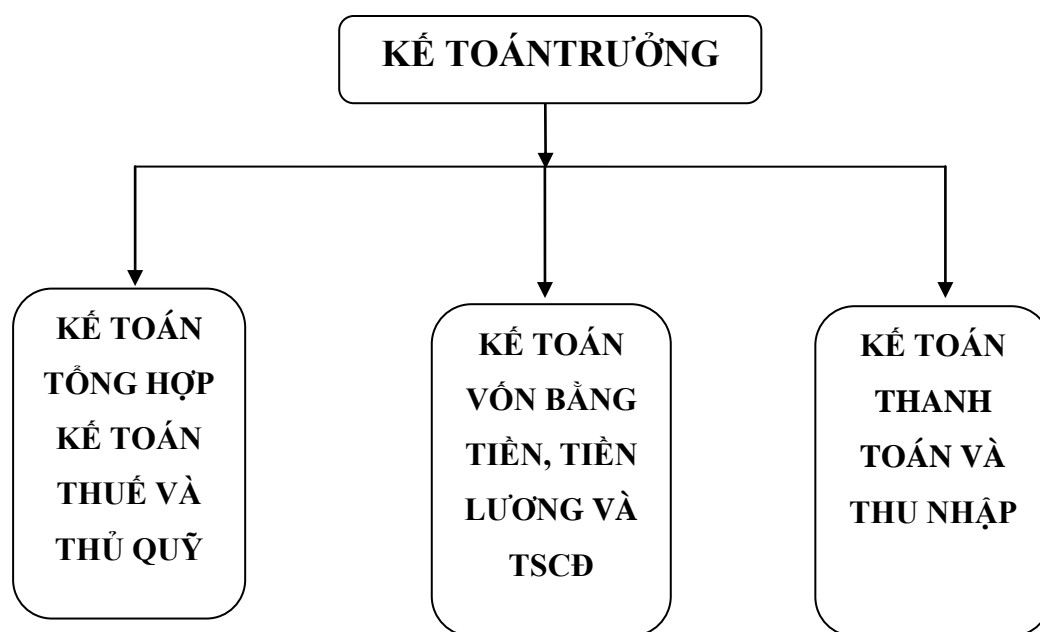 KẾ TOÁNTRƯỞNG
KẾ TOÁN
TỔNG HỢP
KẾ TOÁN
THUẾ VÀ
THỦ QUỸ
KẾ TOÁN
VỐN BẰNG
TIỀN, TIỀN
LƯƠNG VÀ
TSCĐ
KẾ TOÁN
THANH
TOÁN VÀ
THU NHẬP